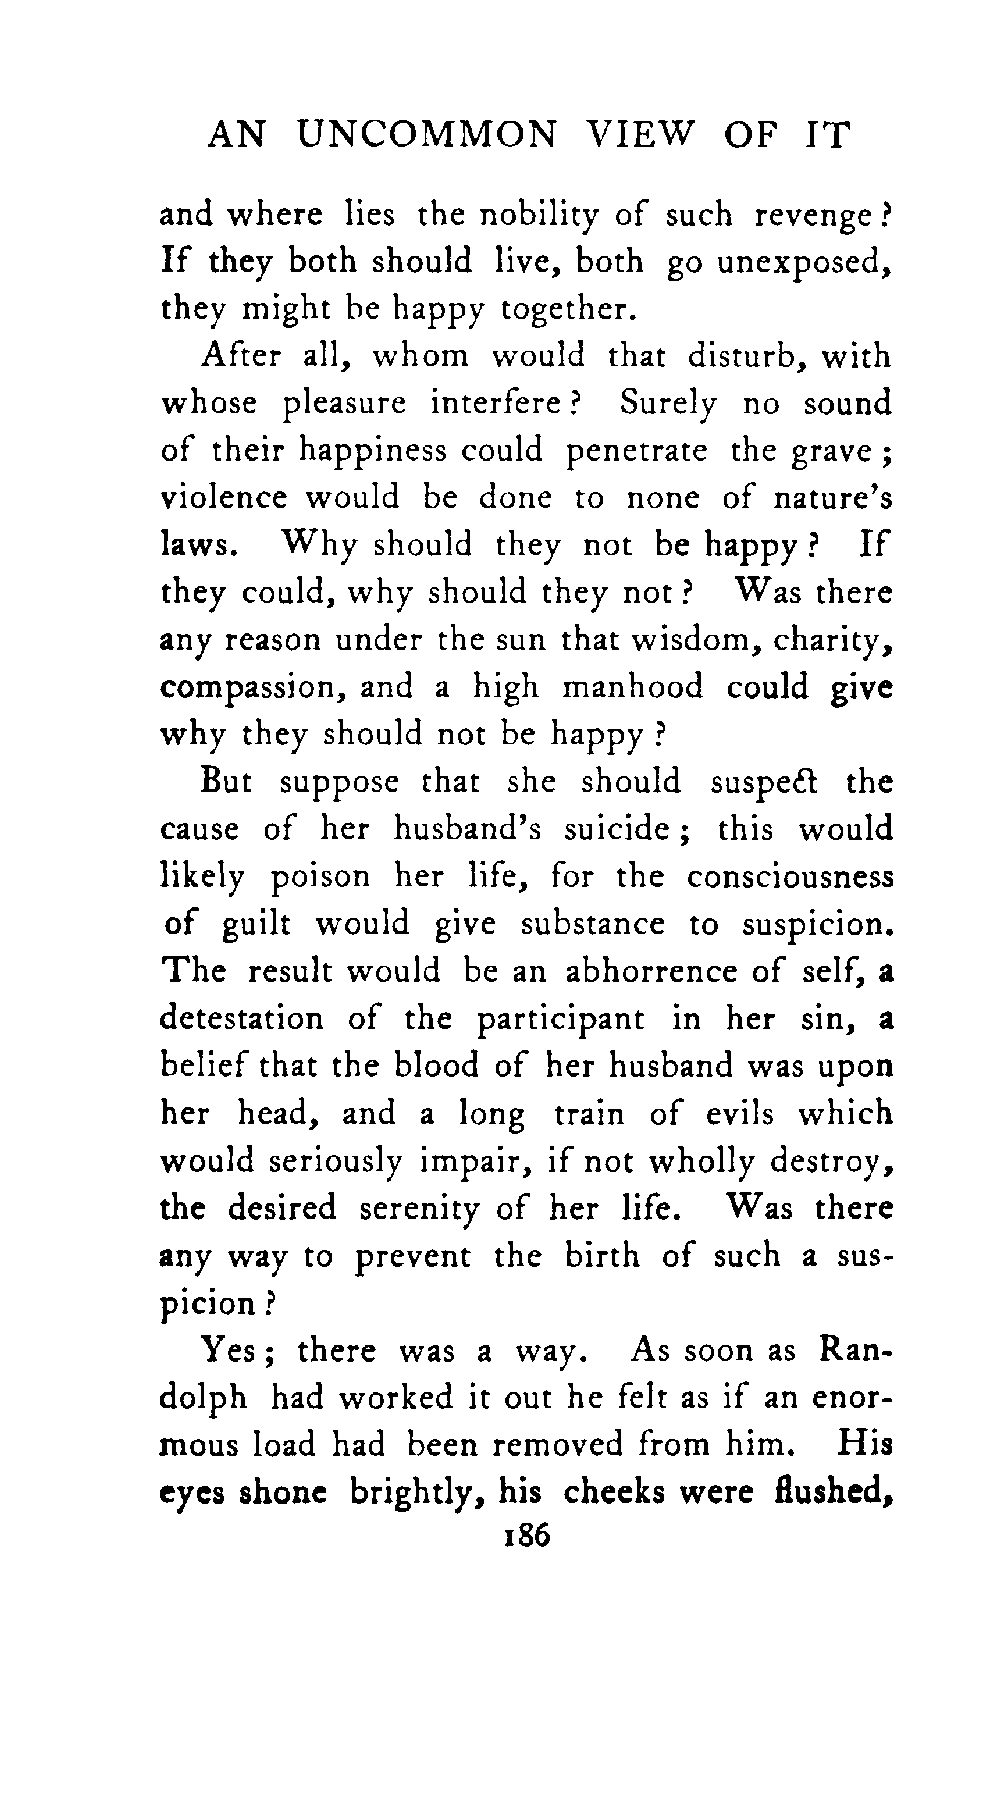 AN UNCOMMON VIEW OF IT
and where lies the nobility of such revenge ?
If they both should live, both go unexposed,
they might be happy together.
After all, whom would that disturb, with
whose pleasure interfere ? Surely no sound
of their happiness could penetrate the grave ;
violence would be done to none of nature's
laws. Why should they not be happy ? If
they could, why should they not ? Was there
any reason under the sun that wisdom, charity,
compassion, and a high manhood could give
why they should not be happy ?
But suppose that she should suspect the
cause of her husband's suicide ; this would
likely poison her life, for the consciousness
of guilt would give substance to suspicion.
The result would be an abhorrence of self, a
detestation of the participant in her sin, a
belief that the blood of her husband was upon
her head, and a long train of evils which
would seriously impair, if not wholly destroy,
the desired serenity of her life. Was there
any way to prevent the birth of such a sus-
picion ?
Yes ; there was a way. As soon as Ran-
dolph had worked it out he felt as if an enor-
mous load had been removed from him. His
eyes shone brightly, his cheeks were flushed,
186